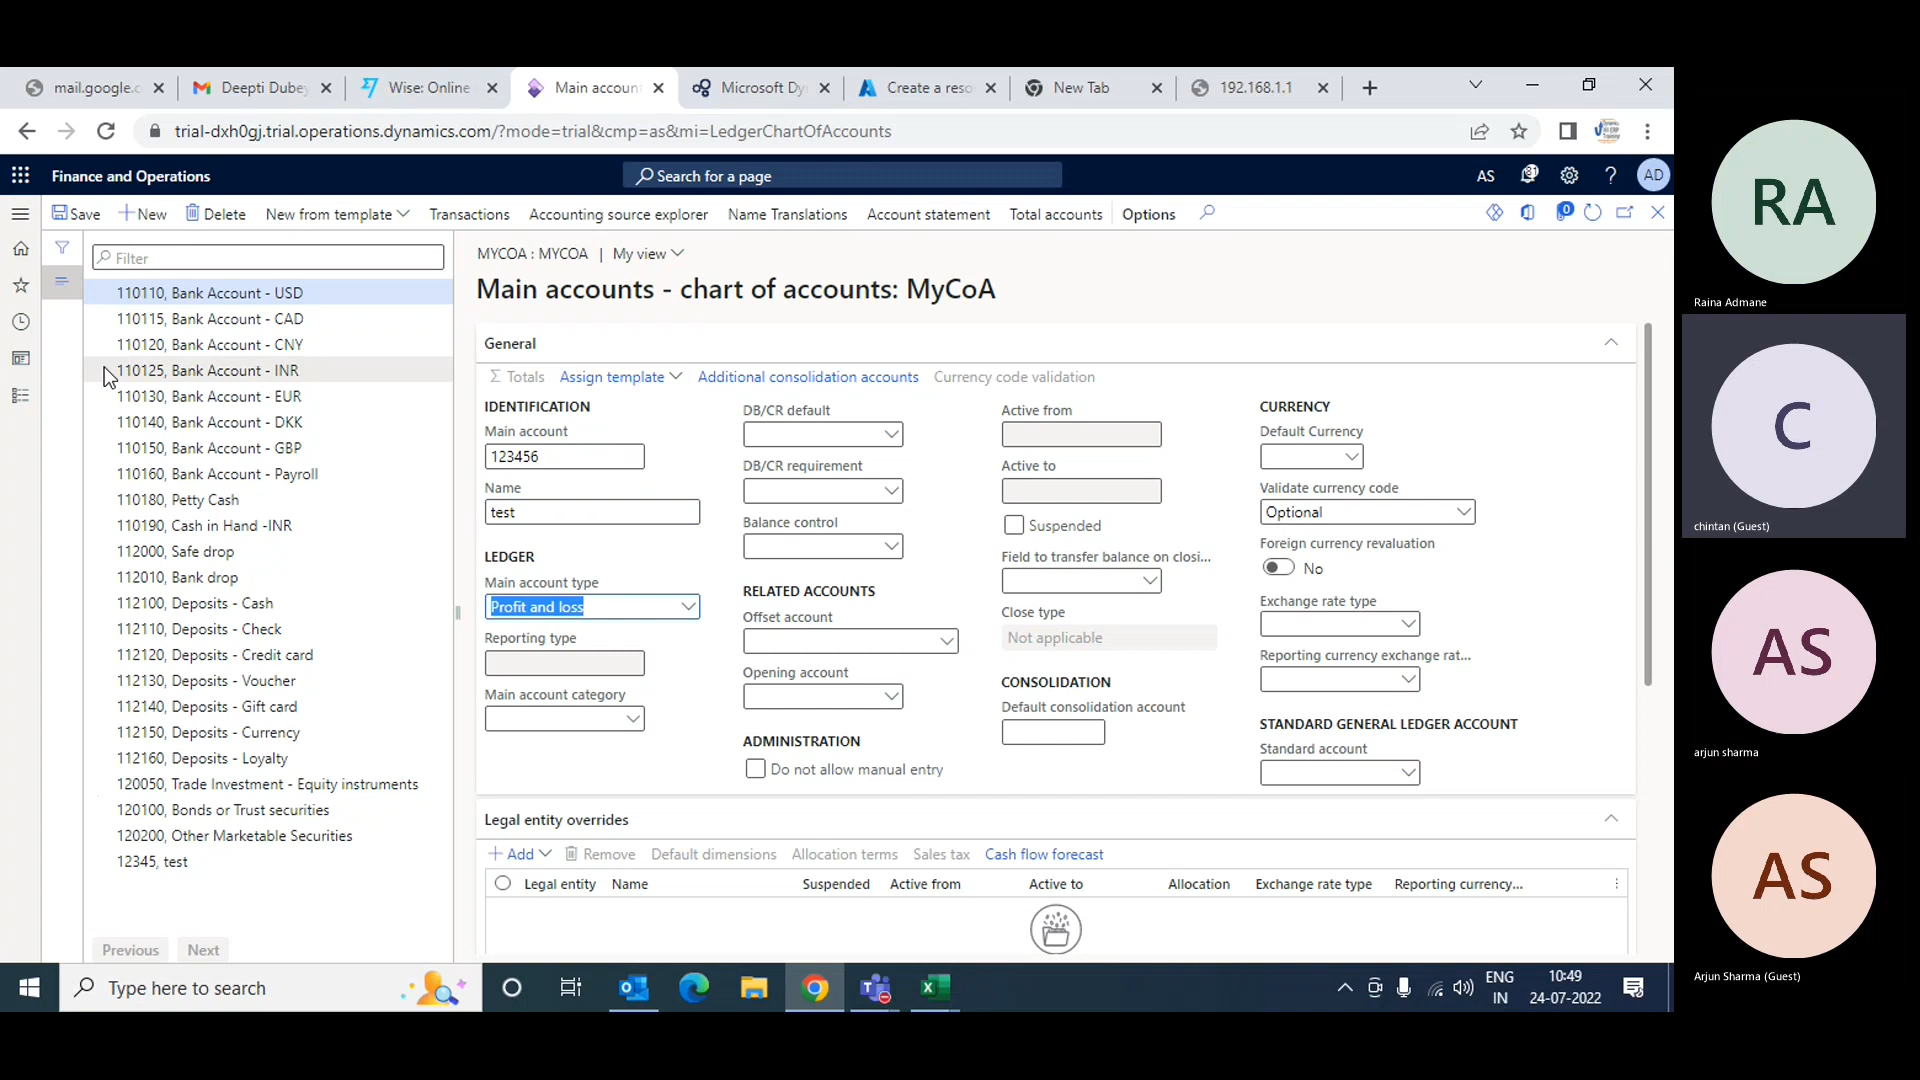 mail.google.c
Deepti Dubey
Wise: Online
Main accoun
Microsoft Dy
Create a reso
New Tab
192.168.1.1
trial-dxh0gj.trial.operations.dynamics.com/?mode=trial&cmp=as&mi=LedgerChartOfAccounts
Finance and Operations
Search for a page
AS
AD
Save
New
Delete
New from template
Transactions
Accounting source explorer
Name Translations
Account statement
Total accounts
Options
0
Filter
110110, Bank Account - USD
110115, Bank Account - CAD
110120, Bank Account - CNY
110125, Bank Account - INR
110130, Bank Account - EUR
110140, Bank Account - DKK
110150, Bank Account - GBP
110160, Bank Account - Payroll
110180, Petty Cash
110190, Cash in Hand -INR
112000, Safe drop
112010, Bank drop
112100, Deposits - Cash
112110, Deposits - Check
112120, Deposits - Credit card
112130, Deposits - Voucher
112140, Deposits - Gift card
112150, Deposits - Currency
112160, Deposits - Loyalty
120050, Trade Investment - Equity instruments
120100, Bonds or Trust securities
120200, Other Marketable Securities
12345, test
Previous
Next
MYCOA : MYCOA | My view
Main accounts - chart of accounts: MyCoA
General
Σ Totals
Assign template
Additional consolidation accounts
Currency code validation
IDENTIFICATION
Main account
123456
Name
test
LEDGER
Main account type
Profit and loss
Reporting type
Main account category
DB/CR default
DB/CR requirement
Balance control
RELATED ACCOUNTS
Offset account
Opening account
ADMINISTRATION
Do not allow manual entry
Active from
Active to
Suspended
Field to transfer balance on closi...
Close type
Not applicable
CONSOLIDATION
Default consolidation account
CURRENCY
Default Currency
Validate currency code
Optional
Foreign currency revaluation
No
Exchange rate type
Reporting currency exchange rat...
STANDARD GENERAL LEDGER ACCOUNT
Standard account
Legal entity overrides
Add
Remove
Default dimensions
Allocation terms
Sales tax
Cash flow forecast
Legal entity
Name
Suspended
Active from
Active to
Allocation
Exchange rate type
Reporting currency...
Type here to search
ENG
IN
10:49
24-07-2022
RA
Raina Admane
C
chintan (Guest)
AS
arjun sharma
AS
Arjun Sharma (Guest)